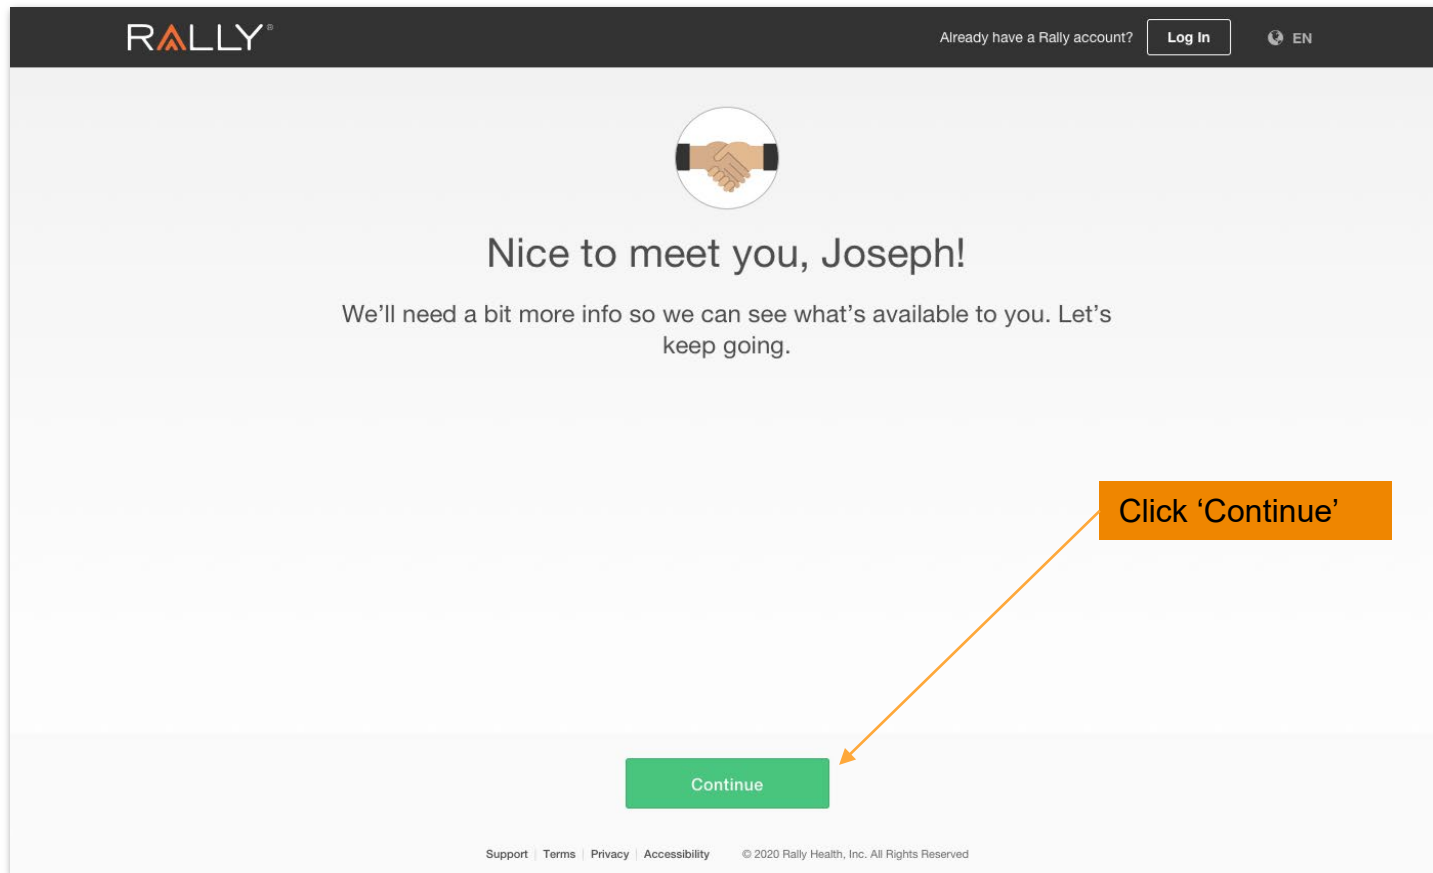 RALLY®
Already have a Rally account? Log In EN
Nice to meet you, Joseph!
We’ll need a bit more info so we can see what’s available to you. Let’s
keep going.
Click ‘Continue’
Continue
Support | Terms | Privacy | Accessibility © 2020 Rally Health, Inc. All Rights Reserved